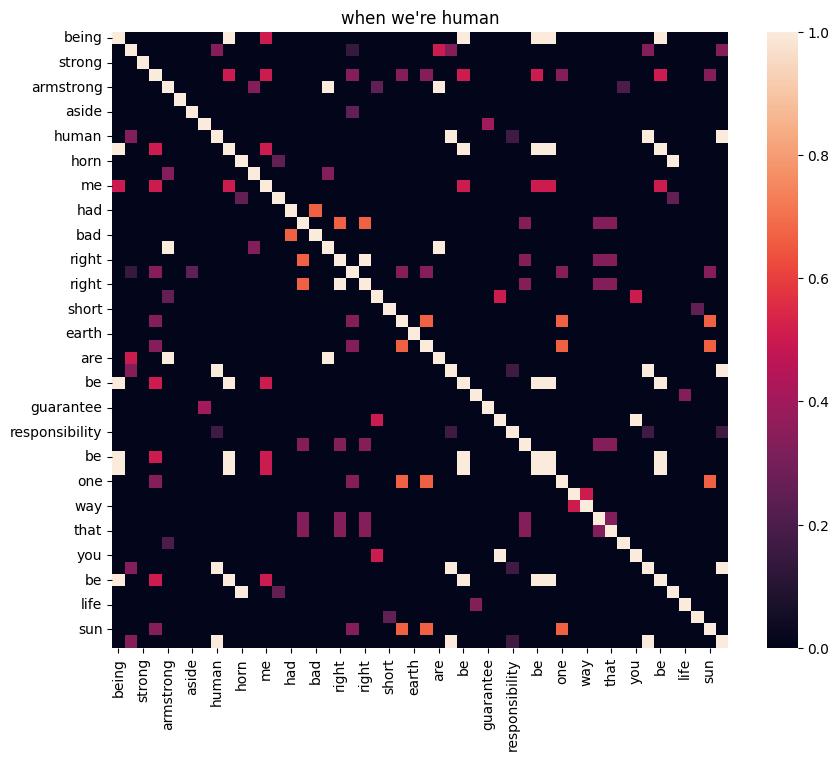 when we're human
being
strong
armstrong
aside
human
horn
me
had
bad
right
right
short
earth
are
be
guarantee
responsibility
be
one
way
that
you
be
life
sun
1.0
0.8
0.6
0.4
0.2
0.0
being
strong
armstrong
aside
human
horn
me
had
bad
right
right
short
earth
are
be
guarantee
responsibility
be
one
way
that
you
be
life
sun